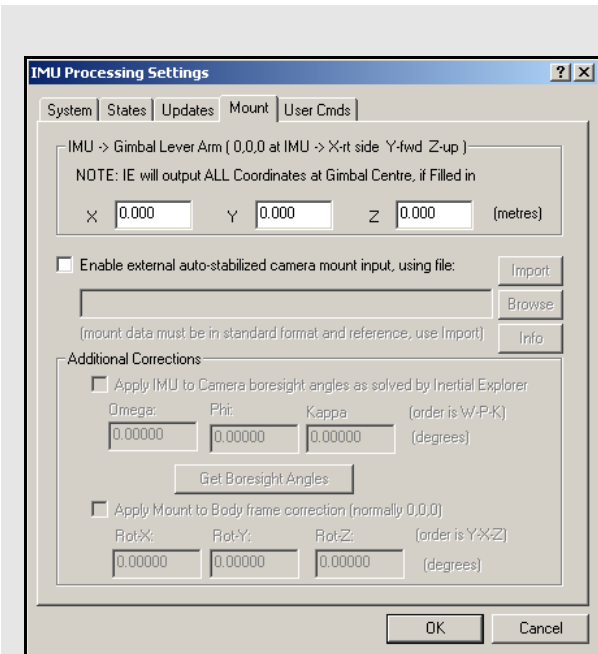 IMU Processing Settings
System States Updates Mount User Cmds
IMU -> Gimbal Lever Arm ( 0,0,0 at IMU -> X-rt side Y-fwd Z-up )
NOTE: IE will output ALL Coordinates at Gimbal Centre, if Filled in
X 0.000 Y 0.000 Z 0.000 (metres)
Enable external auto-stabilized camera mount input, using file: Import
Browse
(mount data must be in standard format and reference, use Import) Info
Additional Corrections
Apply IMU to Camera boresight angles as solved by Inertial Explorer
Omega: Phi: Kappa (order is W-P-K)
0.00000 0.00000 0.00000 (degrees)
Get Boresight Angles
Apply Mount to Body frame correction (normally 0,0,0)
Rot-X: Rot-Y: Rot-Z: (order is Y-X-Z)
0.00000 0.00000 0.00000 (degrees)
OK Cancel